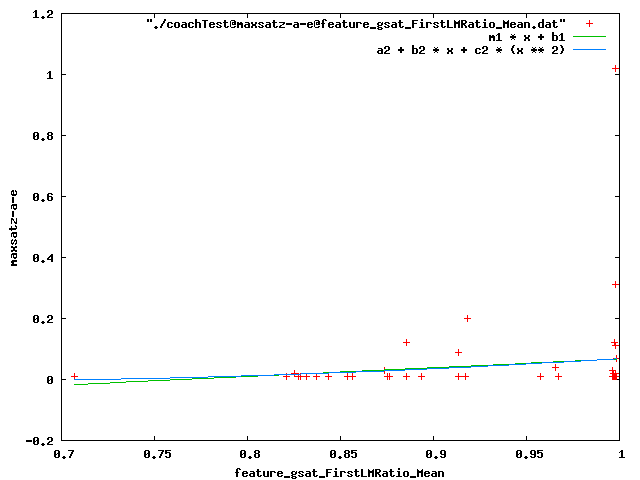 "./coachTest@maxsatz-a-e@feature_gsat_FirstLMRatio_Mean.dat"
m1 * x + b1
a2 + b2 * x + c2 * (x ** 2)
1.2
1
0.8
0.6
0.4
0.2
0
-0.2
maxsatz-a-e
0.7 0.75 0.8 0.85 0.9 0.95 1
feature_gsat_FirstLMRatio_Mean